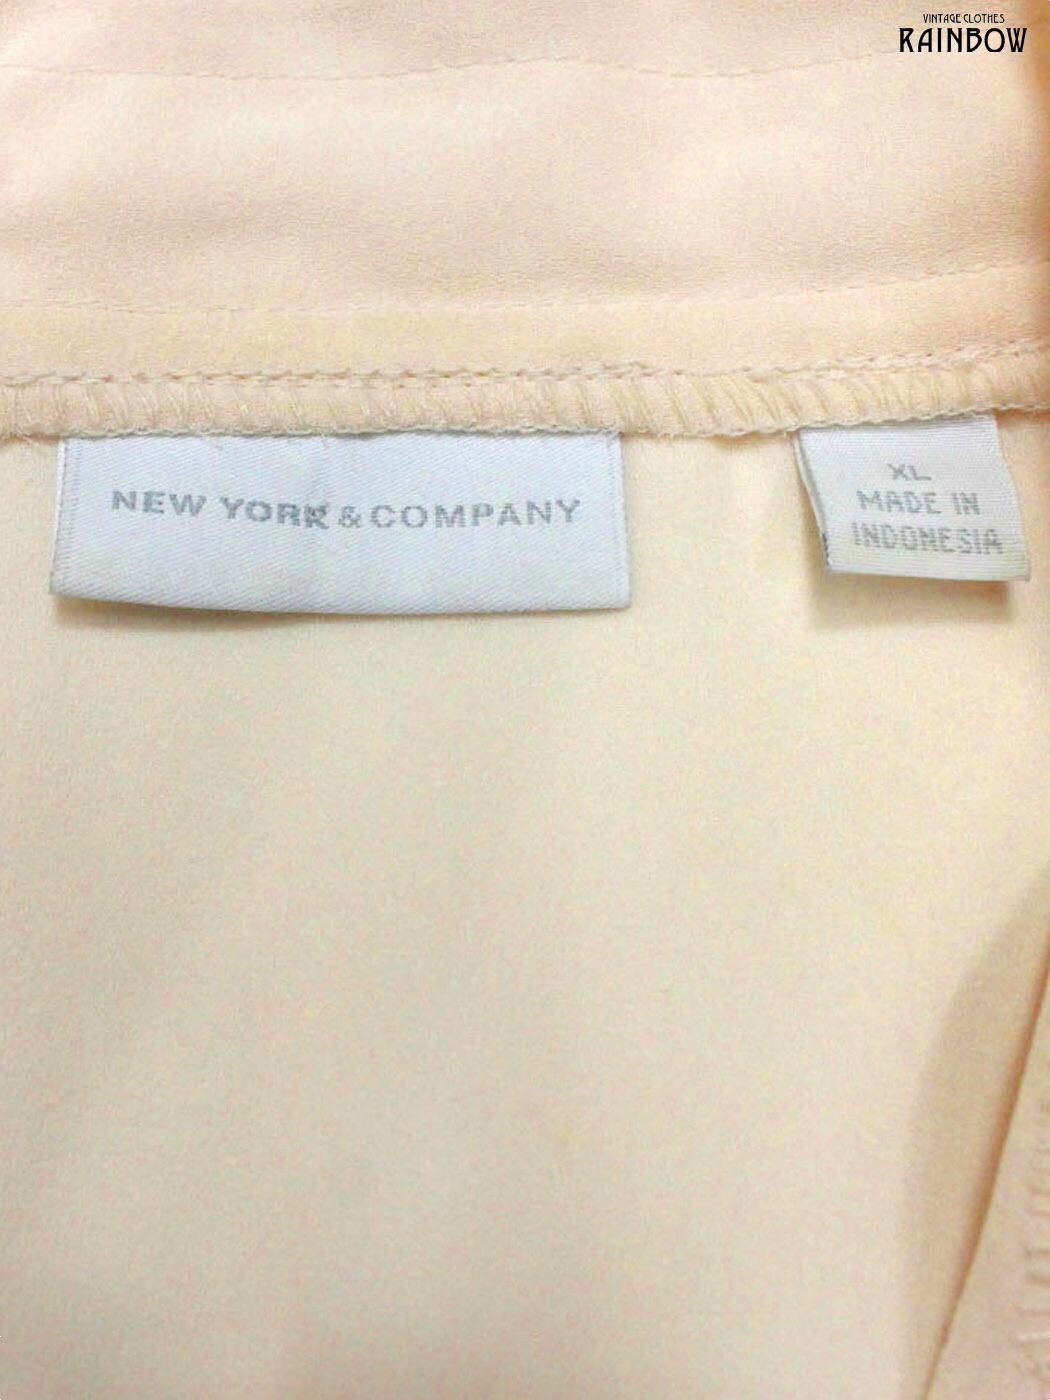 VINTAGE CLOTHES
RAINBOW
NEW YORK & COMPANY
XL
MADE IN
INDONESIA